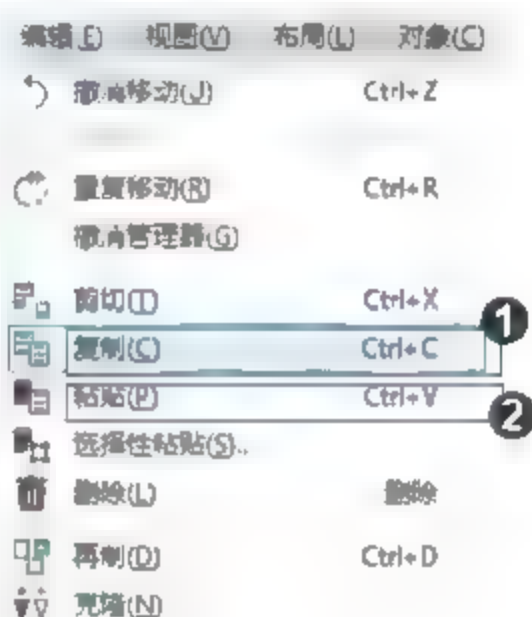 编辑(E) 视图(V) 布局(L) 对象(C)
撤消移动(J) Ctrl+Z
重复移动(R) Ctrl+R
撤消管理器(G)
剪切(T) Ctrl+X
1
复制(C) Ctrl+C
粘贴(P) Ctrl+V
2
选择性粘贴(S)...
删除(L) 删除
再制(D) Ctrl+D
克隆(N)